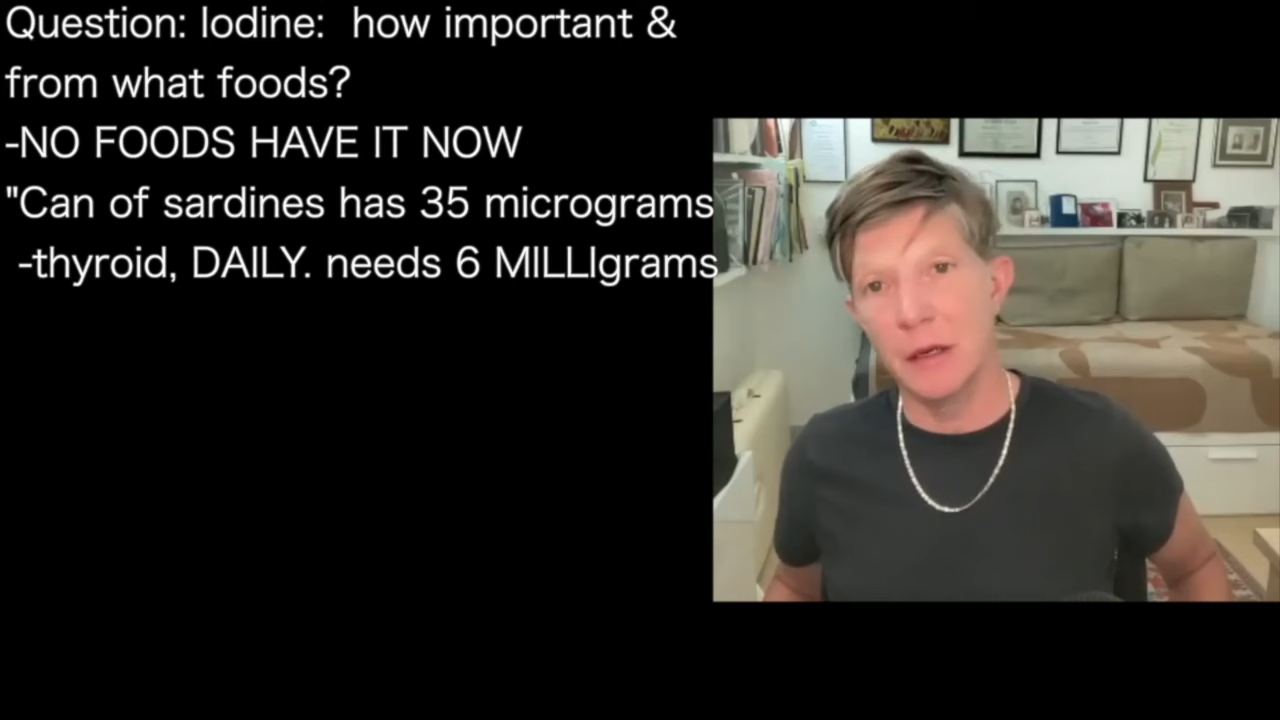 Question: Iodine:  how important &
from what foods?
-NO FOODS HAVE IT NOW
"Can of sardines has 35 micrograms
-thyroid, DAILY. needs 6 MILLIgrams